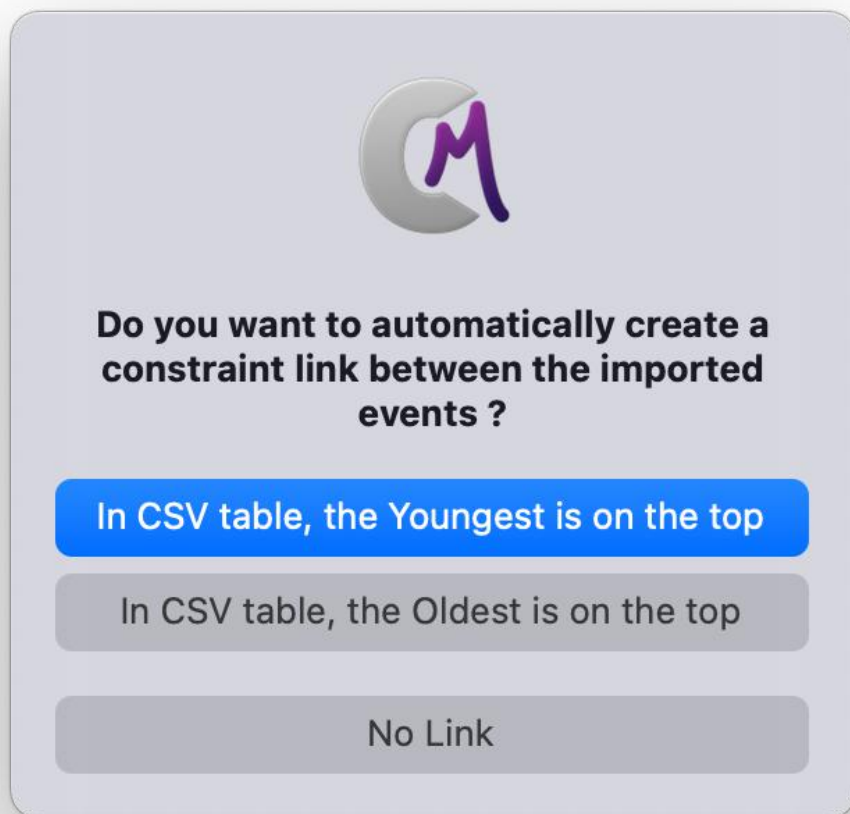 CM
Do you want to automatically create a
constraint link between the imported
events ?
In CSV table, the Youngest is on the top
In CSV table, the Oldest is on the top
No Link